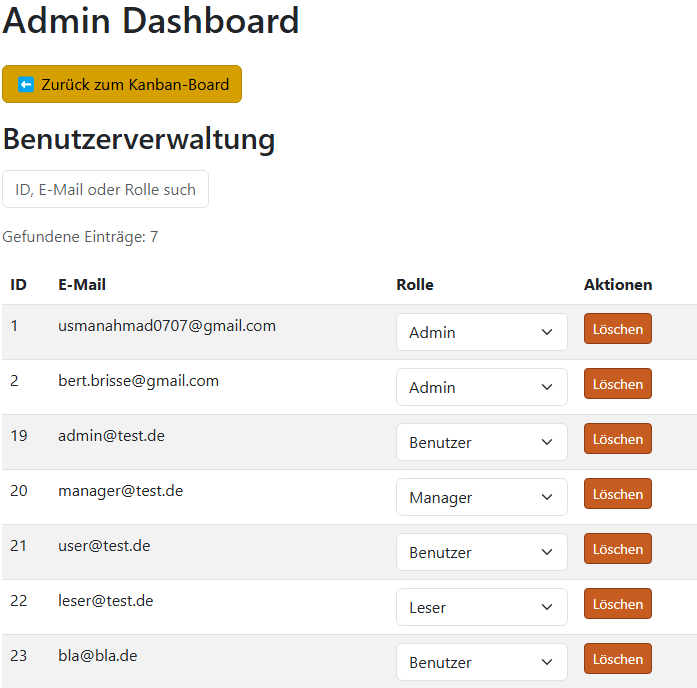 Admin Dashboard
⬅️ Zurück zum Kanban-Board
Benutzerverwaltung
ID, E-Mail oder Rolle such
Gefundene Einträge: 7
ID E-Mail Rolle Aktionen
1 usmanahmad0707@gmail.com Admin Löschen
2 bert.brisse@gmail.com Admin Löschen
19 admin@test.de Benutzer Löschen
20 manager@test.de Manager Löschen
21 user@test.de Benutzer Löschen
22 leser@test.de Leser Löschen
23 bla@bla.de Benutzer Löschen